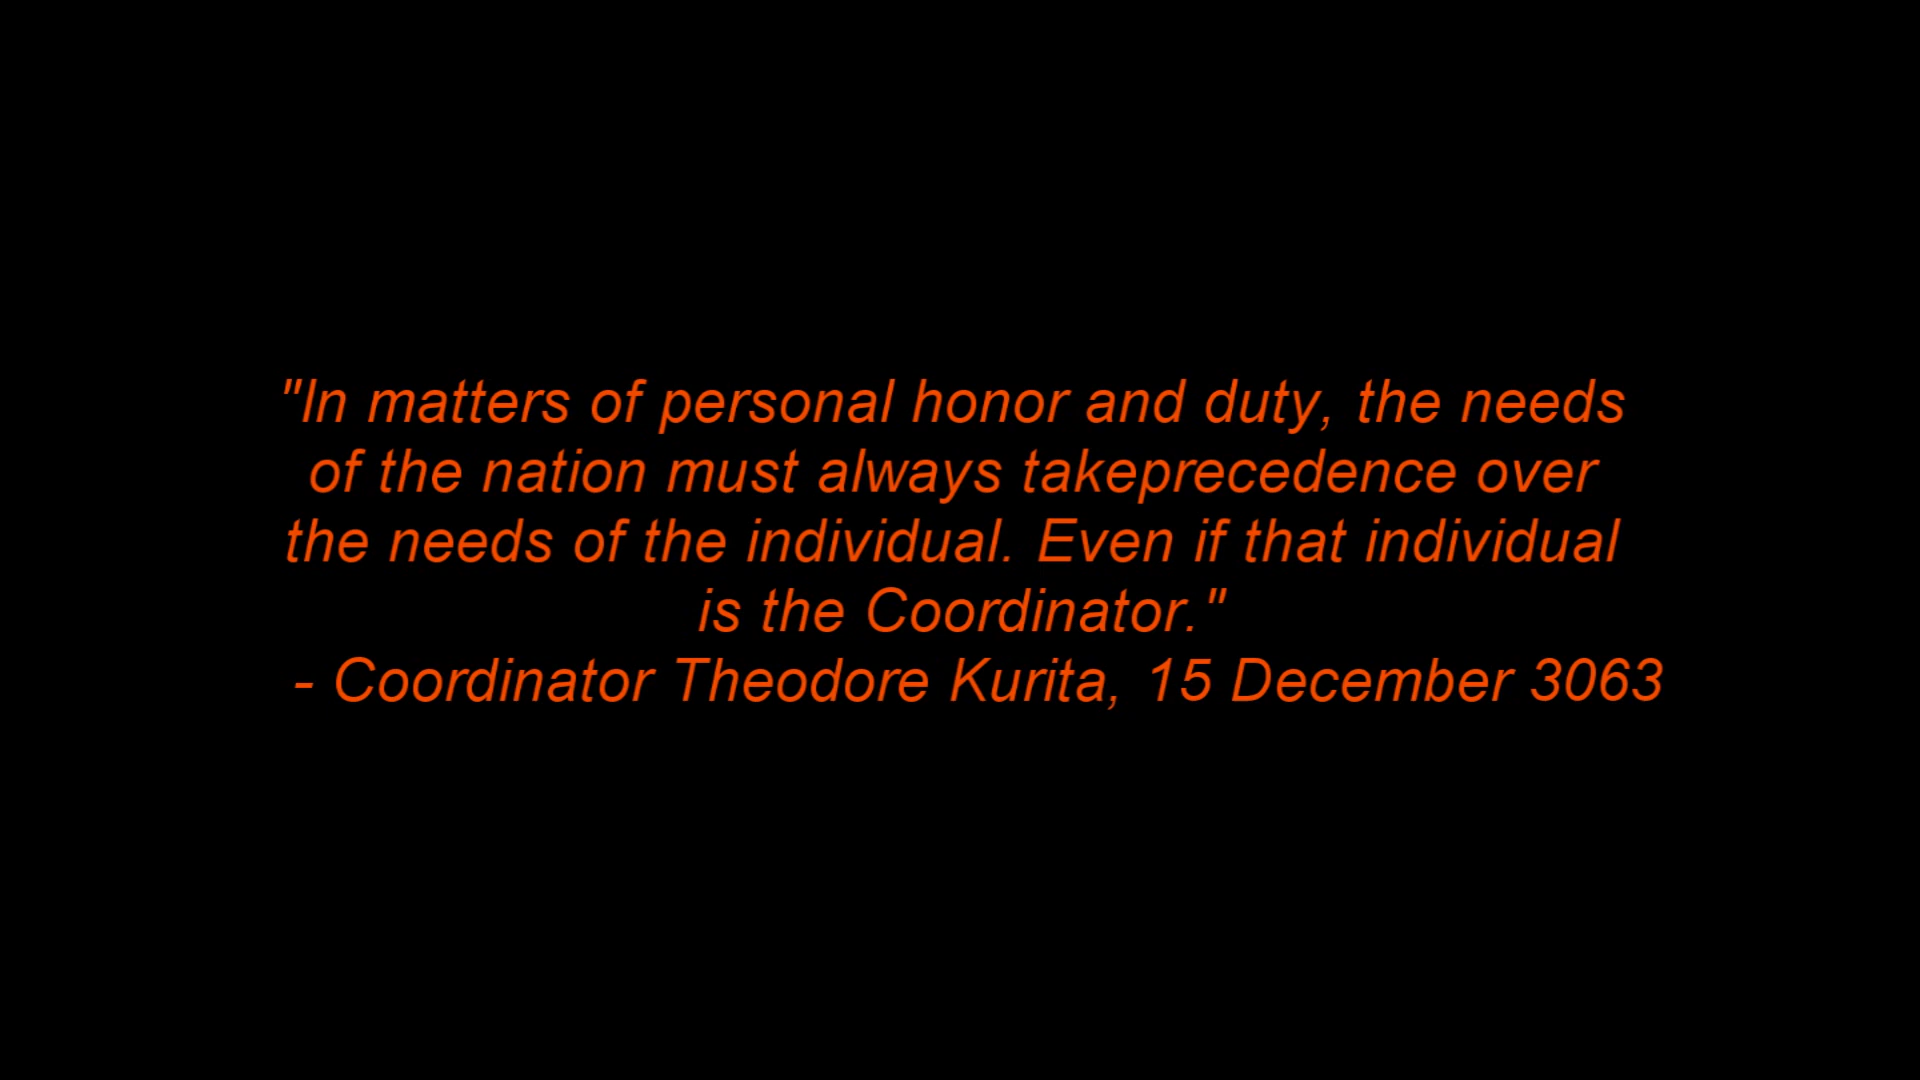 "In matters of personal honor and duty, the needs
of the nation must always takeprecedence over
the needs of the individual. Even if that individual
is the Coordinator."
- Coordinator Theodore Kurita, 15 December 3063